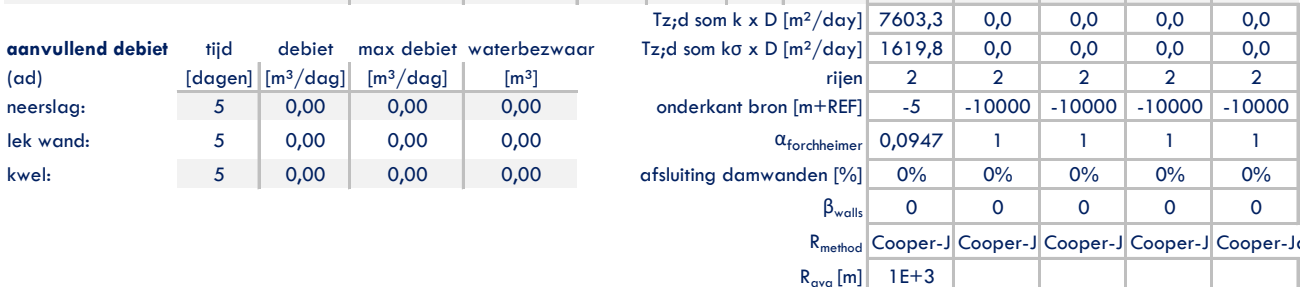 Tz;d som k x D [m²/day] 7603,3 0,0 0,0 0,0 0,0
aanvullend debiet tijd debiet max debiet waterbezwaar Tz;d som kσ x D [m²/day] 1619,8 0,0 0,0 0,0 0,0
(ad) [dagen] [m³/dag] [m³/dag] [m³] rijen 2 2 2 2 2
neerslag: 5 0,00 0,00 0,00 onderkant bron [m+REF] -5 -10000 -10000 -10000 -10000
lek wand: 5 0,00 0,00 0,00 αforchheimer 0,0947 1 1 1 1
kwel: 5 0,00 0,00 0,00 afsluiting damwanden [%] 0% 0% 0% 0% 0%
βwalls 0 0 0 0 0
Rmethod Cooper-J Cooper-J Cooper-J Cooper-J Cooper-Ja
Ravg [m] 1E+3